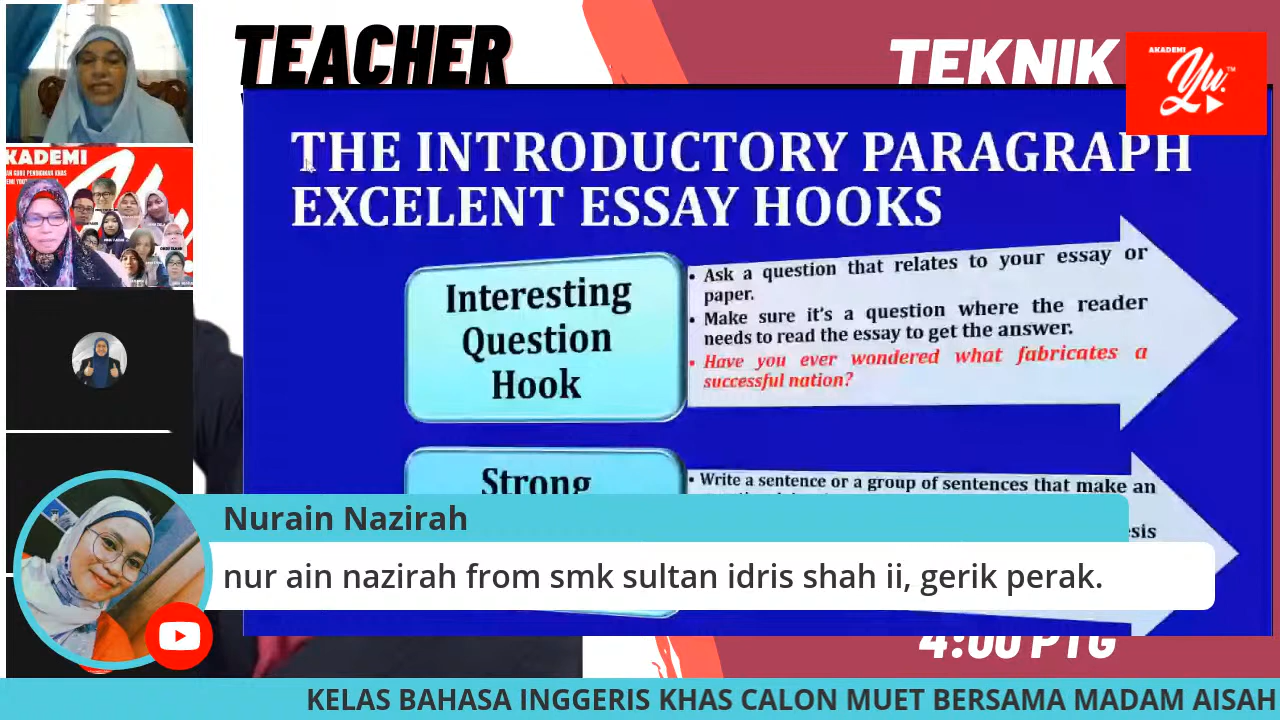 TEACHER
TEKNIK
AKADEMI
Yu.
TM
KADEMI
THE INTRODUCTORY PARAGRAPH
EXCELENT ESSAY HOOKS
Interesting
Question
Hook
• Ask a question that relates to your essay or
paper.
• Make sure it's a question where the reader
needs to read the essay to get the answer.
• Have you ever wondered what fabricates a
successful nation?
Strong
• Write a sentence or a group of sentences that make an
Nurain Nazirah
nur ain nazirah from smk sultan idris shah ii, gerik perak.
4:00 PTG
KELAS BAHASA INGGERIS KHAS CALON MUET BERSAMA MADAM AISAH